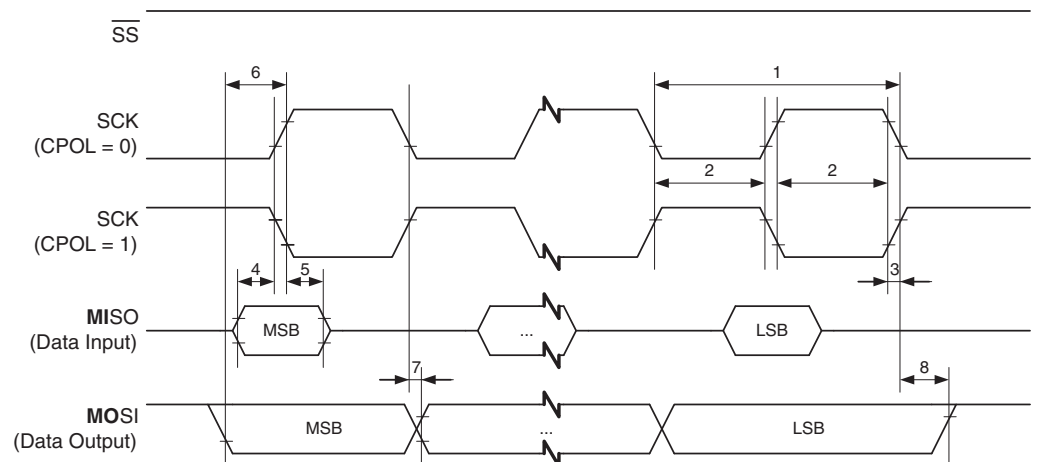 SS
6
1
SCK
(CPOL = 0)
2
2
SCK
(CPOL = 1)
4
5
3
MISO
(Data Input)
MSB
...
LSB
7
8
MOSI
(Data Output)
MSB
...
LSB